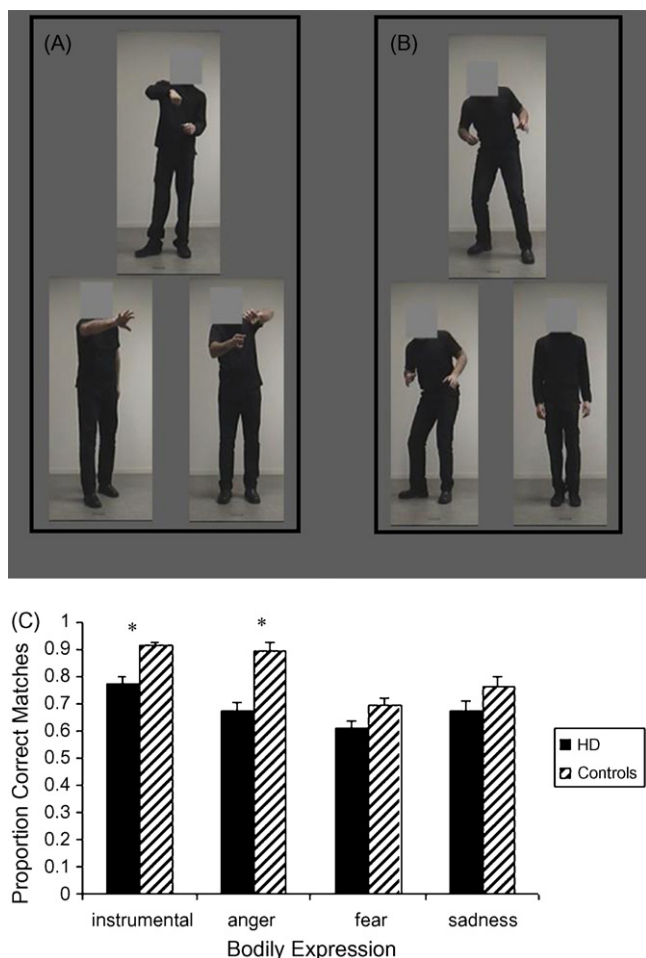 (A)
(B)
(C)
Proportion Correct Matches
1
0.9
0.8
0.7
0.6
0.5
0.4
0.3
0.2
0.1
0
*
*
instrumental
anger
fear
sadness
Bodily Expression
HD
Controls